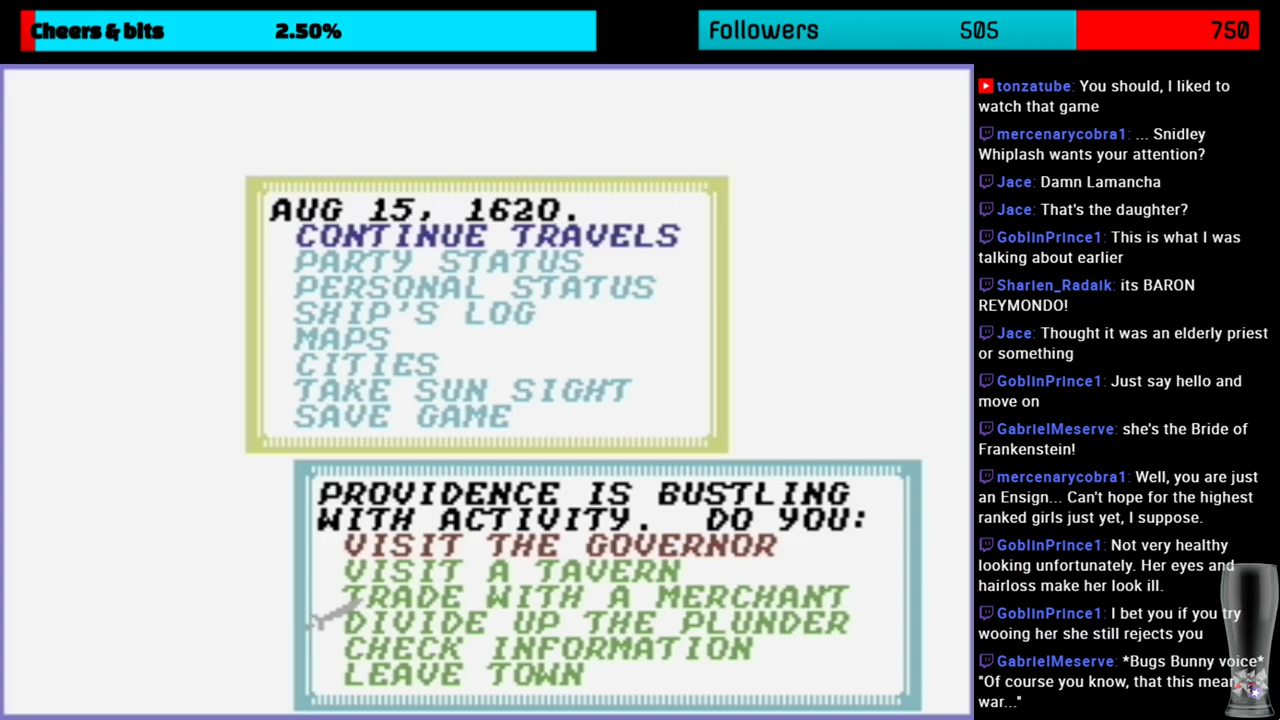 Cheers & bits 2.50%
Followers 505 750
AUG 15, 1620.
CONTINUE TRAVELS
PARTY STATUS
PERSONAL STATUS
SHIP'S LOG
MAPS
CITIES
TAKE SUN SIGHT
SAVE GAME
PROVIDENCE IS BUSTLING
WITH ACTIVITY. DO YOU:
VISIT THE GOVERNOR
VISIT A TAVERN
TRADE WITH A MERCHANT
DIVIDE UP THE PLUNDER
CHECK INFORMATION
LEAVE TOWN
tonzatube: You should, I liked to
watch that game
mercenarycobra1: ... Snidley
Whiplash wants your attention?
Jace: Damn Lamancha
Jace: That's the daughter?
GoblinPrince1: This is what I was
talking about earlier
Sharien_Radaik: its BARON
REYMONDO!
Jace: Thought it was an elderly priest
or something
GoblinPrince1: Just say hello and
move on
GabrielMeserve: she's the Bride of
Frankenstein!
mercenarycobra1: Well, you are just
an Ensign... Can't hope for the highest
ranked girls just yet, I suppose.
GoblinPrince1: Not very healthy
looking unfortunately. Her eyes and
hairloss make her look ill.
GoblinPrince1: I bet you if you try
wooing her she still rejects you
GabrielMeserve: *Bugs Bunny voice*
"Of course you know, that this mean
war..."